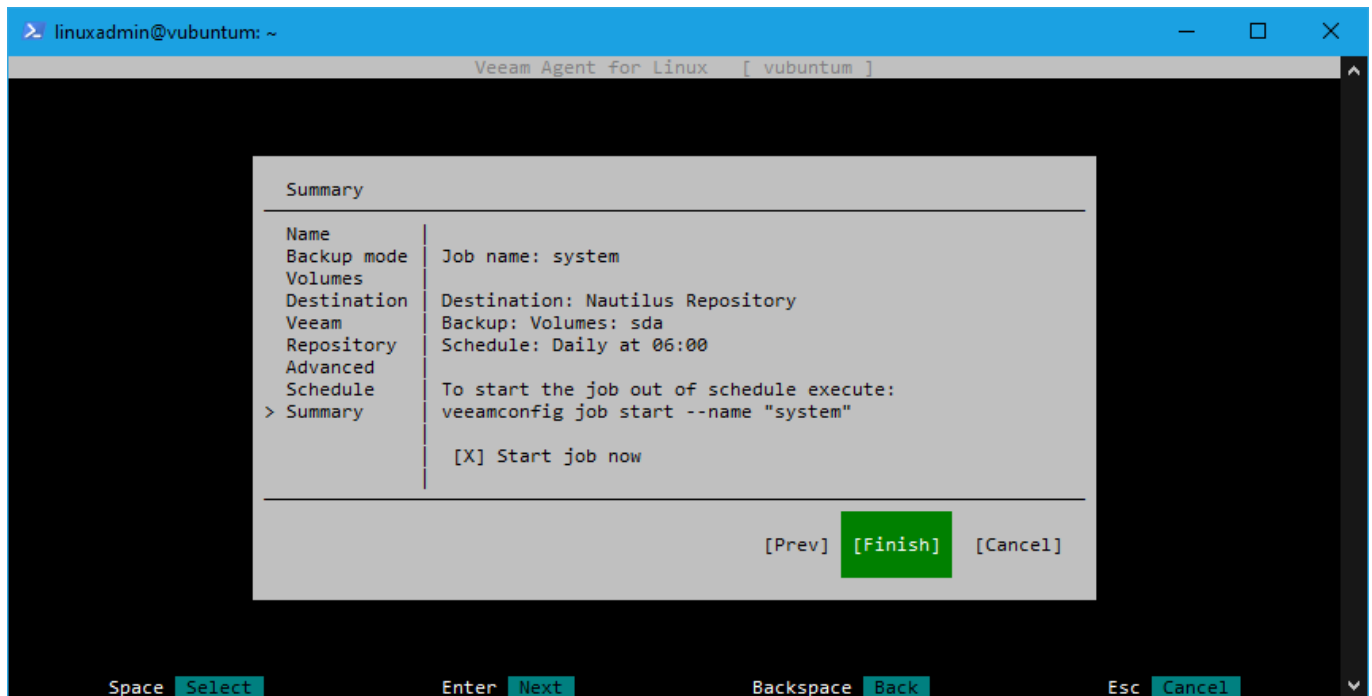 linuxadmin@vubuntum: ~
Veeam Agent for Linux [ vubuntum ]
Summary
Name
Backup mode
Volumes
Destination
Veeam
Repository
Advanced
Schedule
> Summary
Job name: system
Destination: Nautilus Repository
Backup: Volumes: sda
Schedule: Daily at 06:00
To start the job out of schedule execute:
veeamconfig job start --name "system"
[X] Start job now
[Prev] [Finish] [Cancel]
Space Select Enter Next Backspace Back Esc Cancel